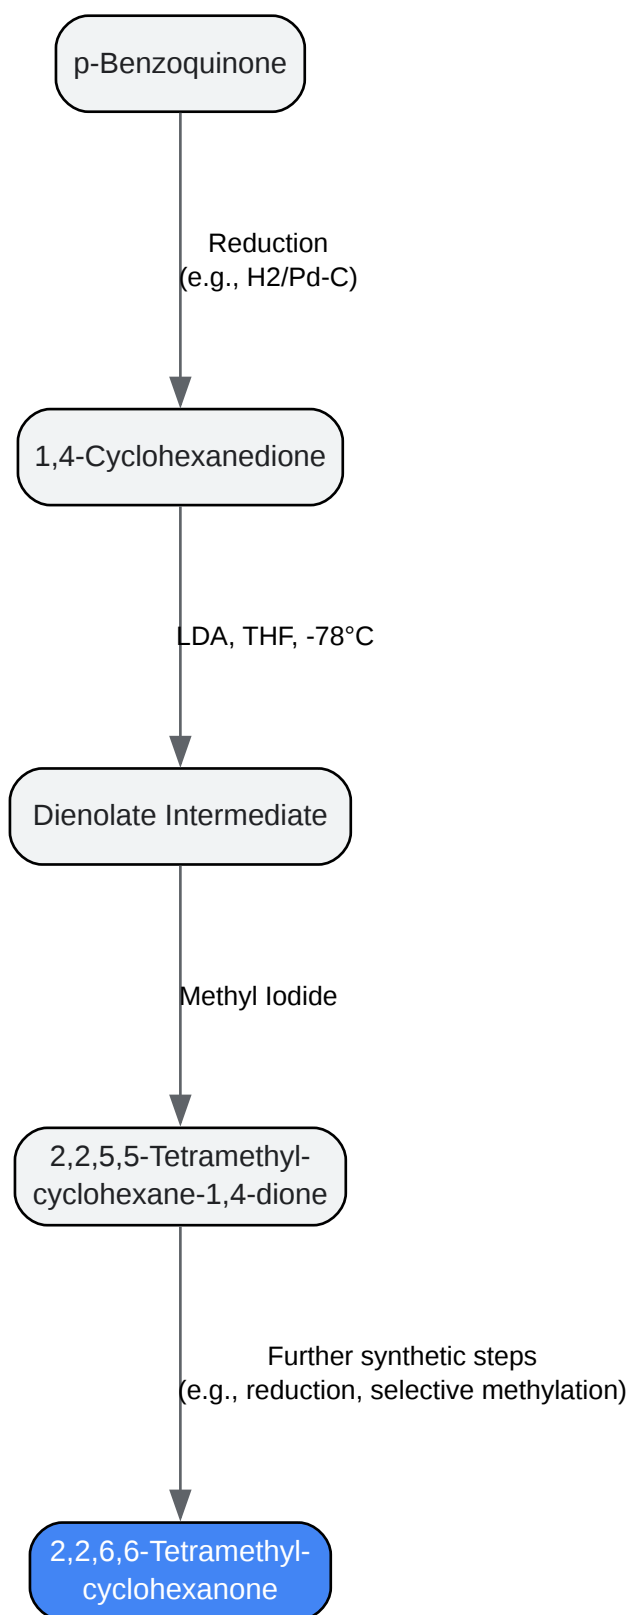 p-Benzoquinone
Reduction
(e.g., H2/Pd-C)
1,4-Cyclohexanedione
LDA, THF, -78°C
Dienolate Intermediate
Methyl Iodide
2,2,5,5-Tetramethyl-
cyclohexane-1,4-dione
Further synthetic steps
(e.g., reduction, selective methylation)
2,2,6,6-Tetramethyl-
cyclohexanone